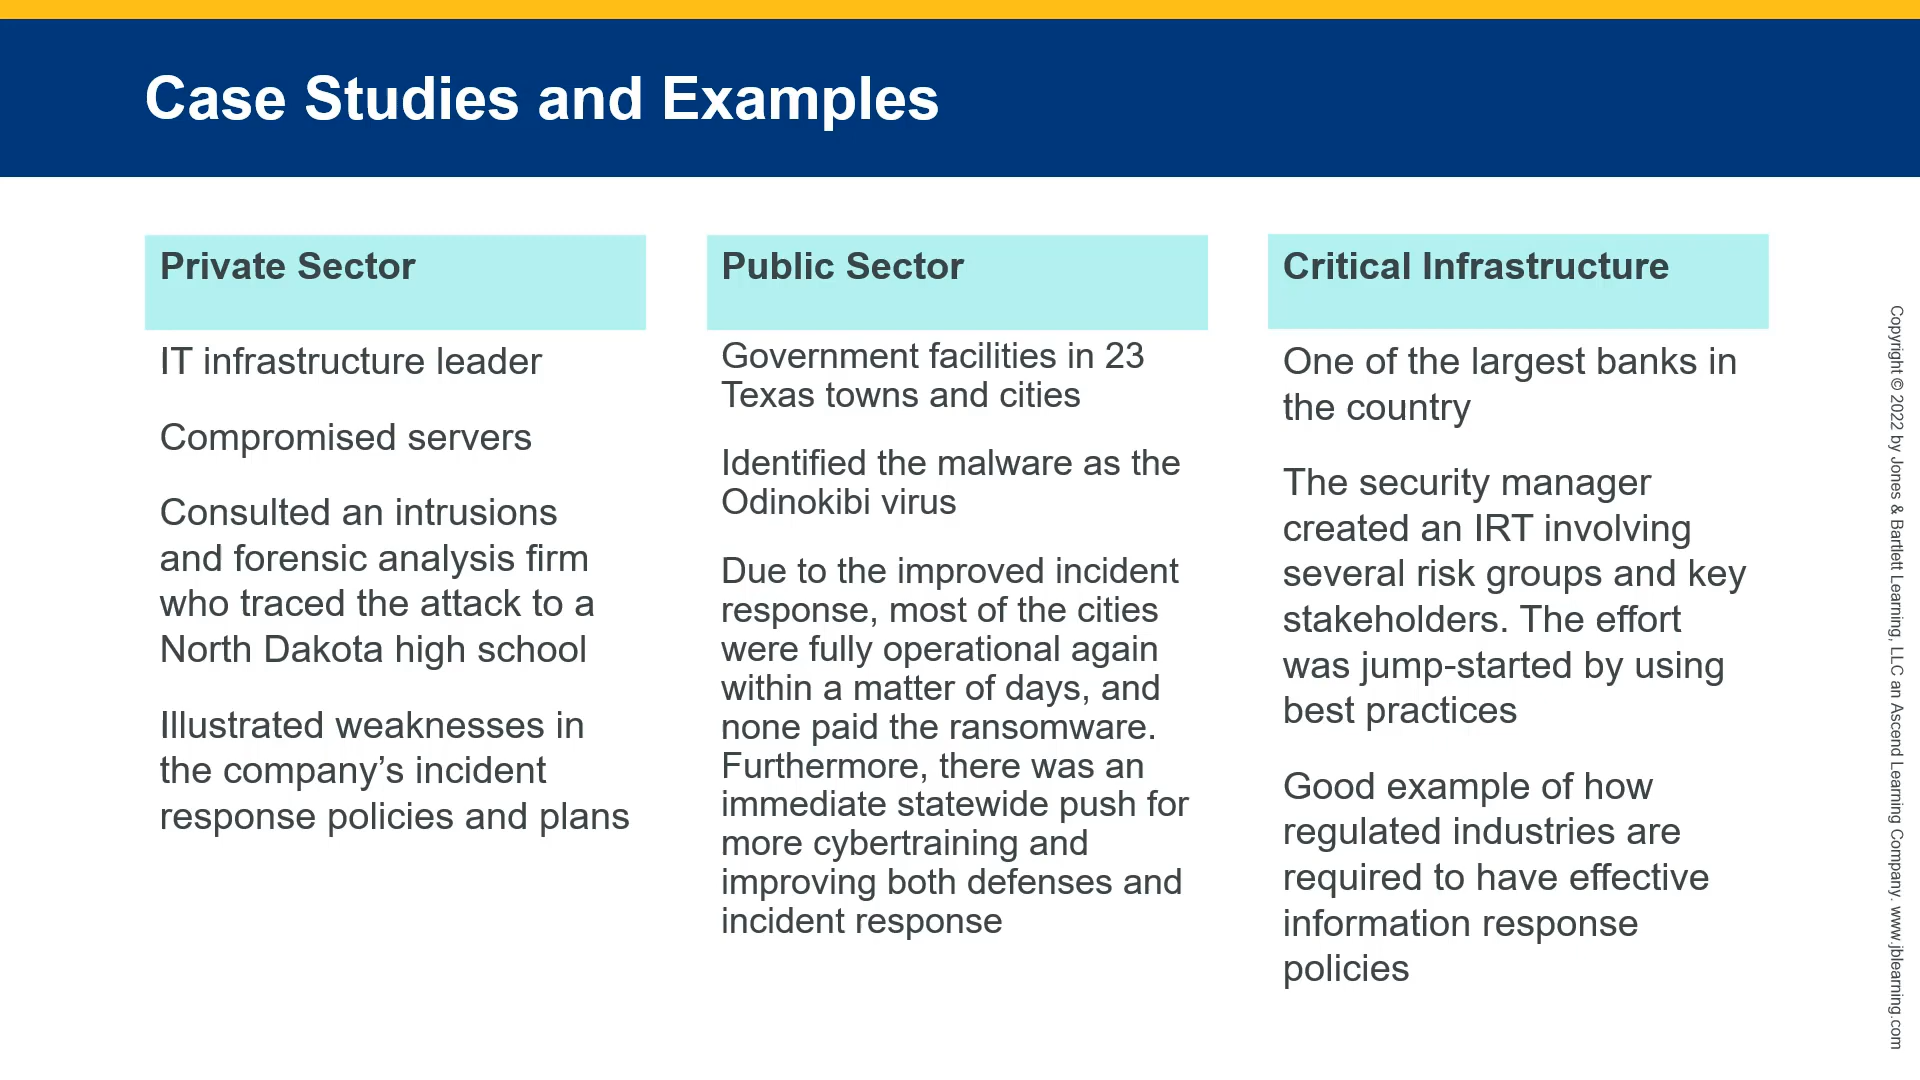 Case Studies and Examples
Private Sector
IT infrastructure leader
Compromised servers
Consulted an intrusions
and forensic analysis firm
who traced the attack to a
North Dakota high school
Illustrated weaknesses in
the company’s incident
response policies and plans
Public Sector
Government facilities in 23
Texas towns and cities
Identified the malware as the
Odinokibi virus
Due to the improved incident
response, most of the cities
were fully operational again
within a matter of days, and
none paid the ransomware.
Furthermore, there was an
immediate statewide push for
more cybertraining and
improving both defenses and
incident response
Critical Infrastructure
One of the largest banks in
the country
The security manager
created an IRT involving
several risk groups and key
stakeholders. The effort
was jump-started by using
best practices
Good example of how
regulated industries are
required to have effective
information response
policies
Copyright © 2022 by Jones & Bartlett Learning, LLC an Ascend Learning Company. www.jblearning.com